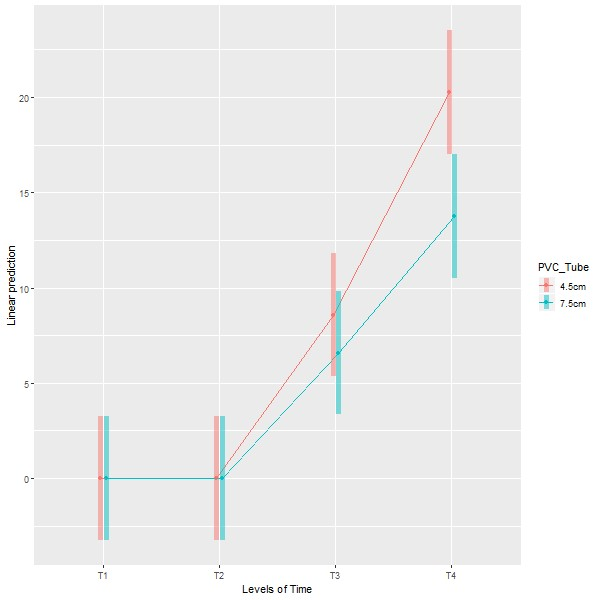 20
15
10
5
0
Linear prediction
T1 T2 T3 T4
Levels of Time
PVC_Tube
4.5cm
7.5cm